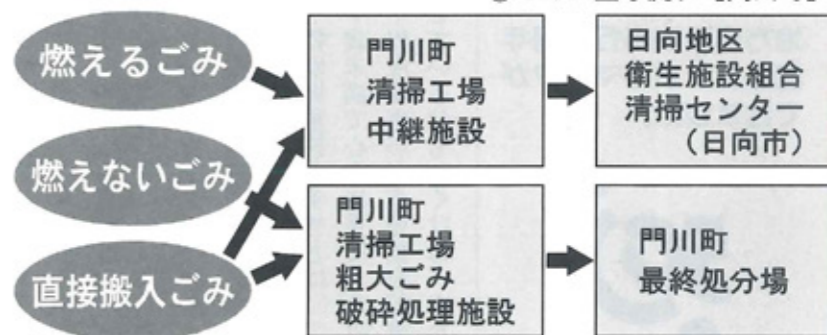 燃えるごみ
燃えないごみ
直接搬入ごみ
門川町
清掃工場
中継施設
日向地区
衛生施設組合
清掃センター
（日向市）
門川町
清掃工場
粗大ごみ
破砕処理施設
門川町
最終処分場